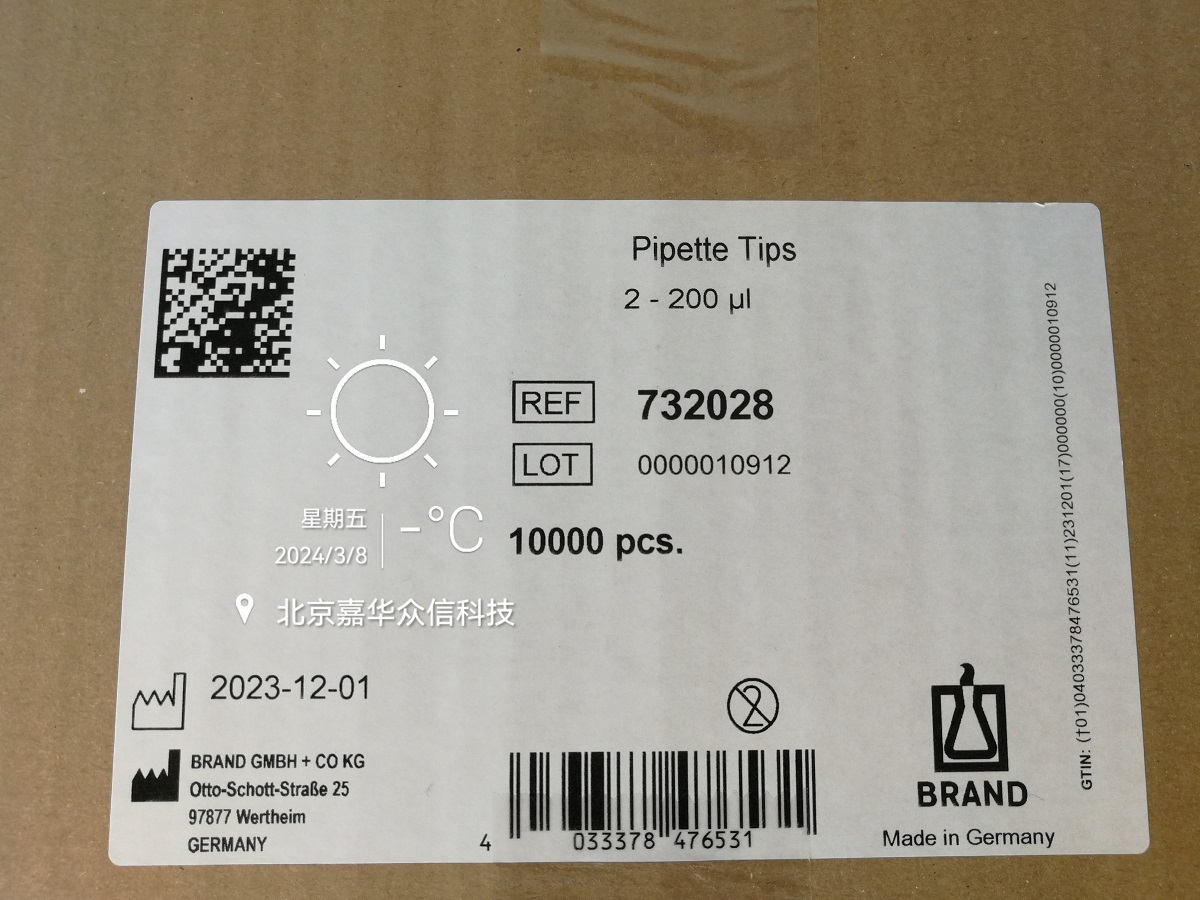 Pipette Tips
2 - 200 µl
REF 732028
LOT 0000010912
10000 pcs.
星期五
2024/3/8
-°C
北京嘉华众信科技
2023-12-01
2
BRAND GMBH + CO KG
Otto-Schott-Straße 25
97877 Wertheim
GERMANY
4 033378 476531
BRAND
Made in Germany
GTIN: (01)04033378476531(11)231201(17)000000(10)0000010912